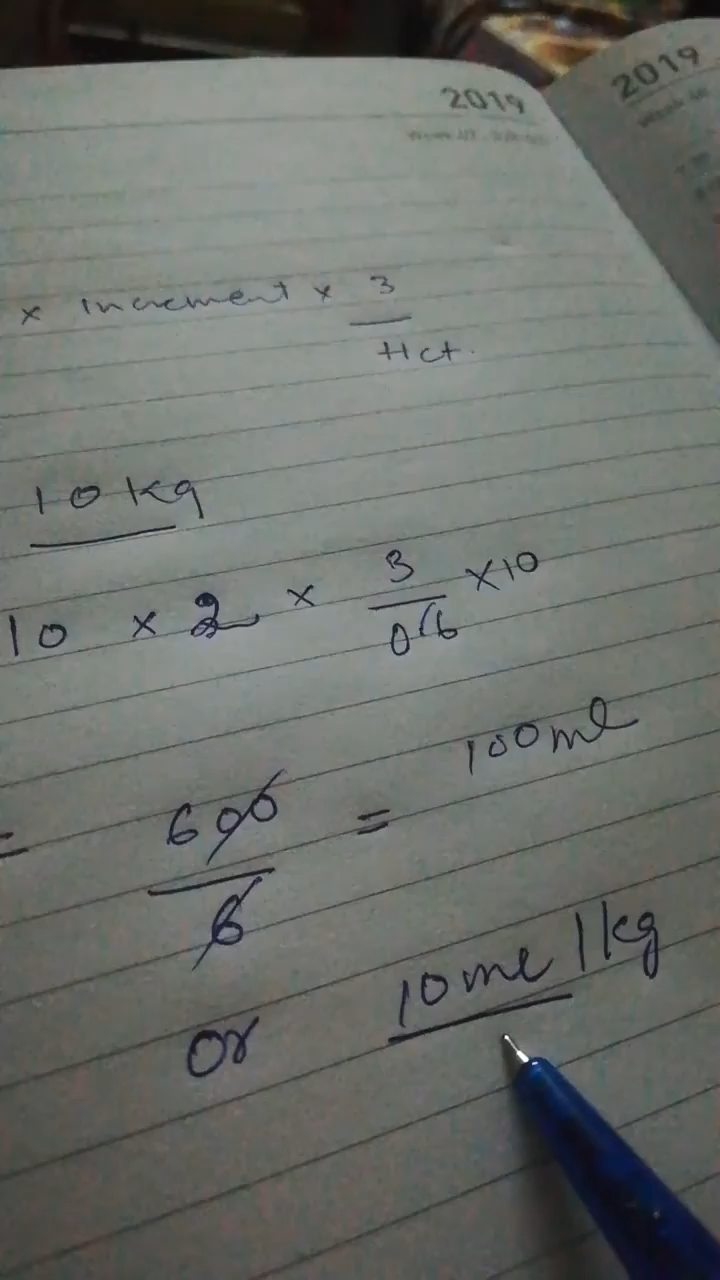 2019
2019
× increment × 3
Hct.
10 kg
10 × 2 × 3 ×10
0.6
= 600 = 100 ml
6
or 10 ml / kg